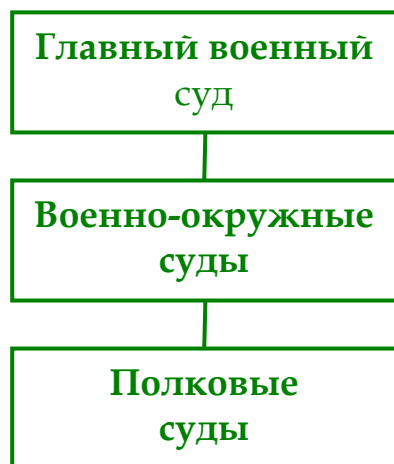 Главный военный
суд
Военно-окружные
суды
Полковые
суды